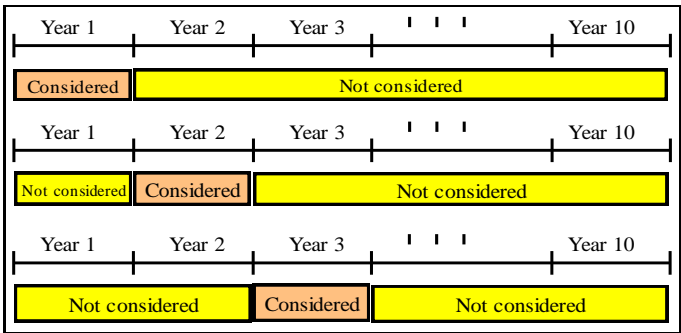 Year 1 Year 2 Year 3 Year 10
Considered Not considered
Year 1 Year 2 Year 3 Year 10
Not considered Considered Not considered
Year 1 Year 2 Year 3 Year 10
Not considered Considered Not considered